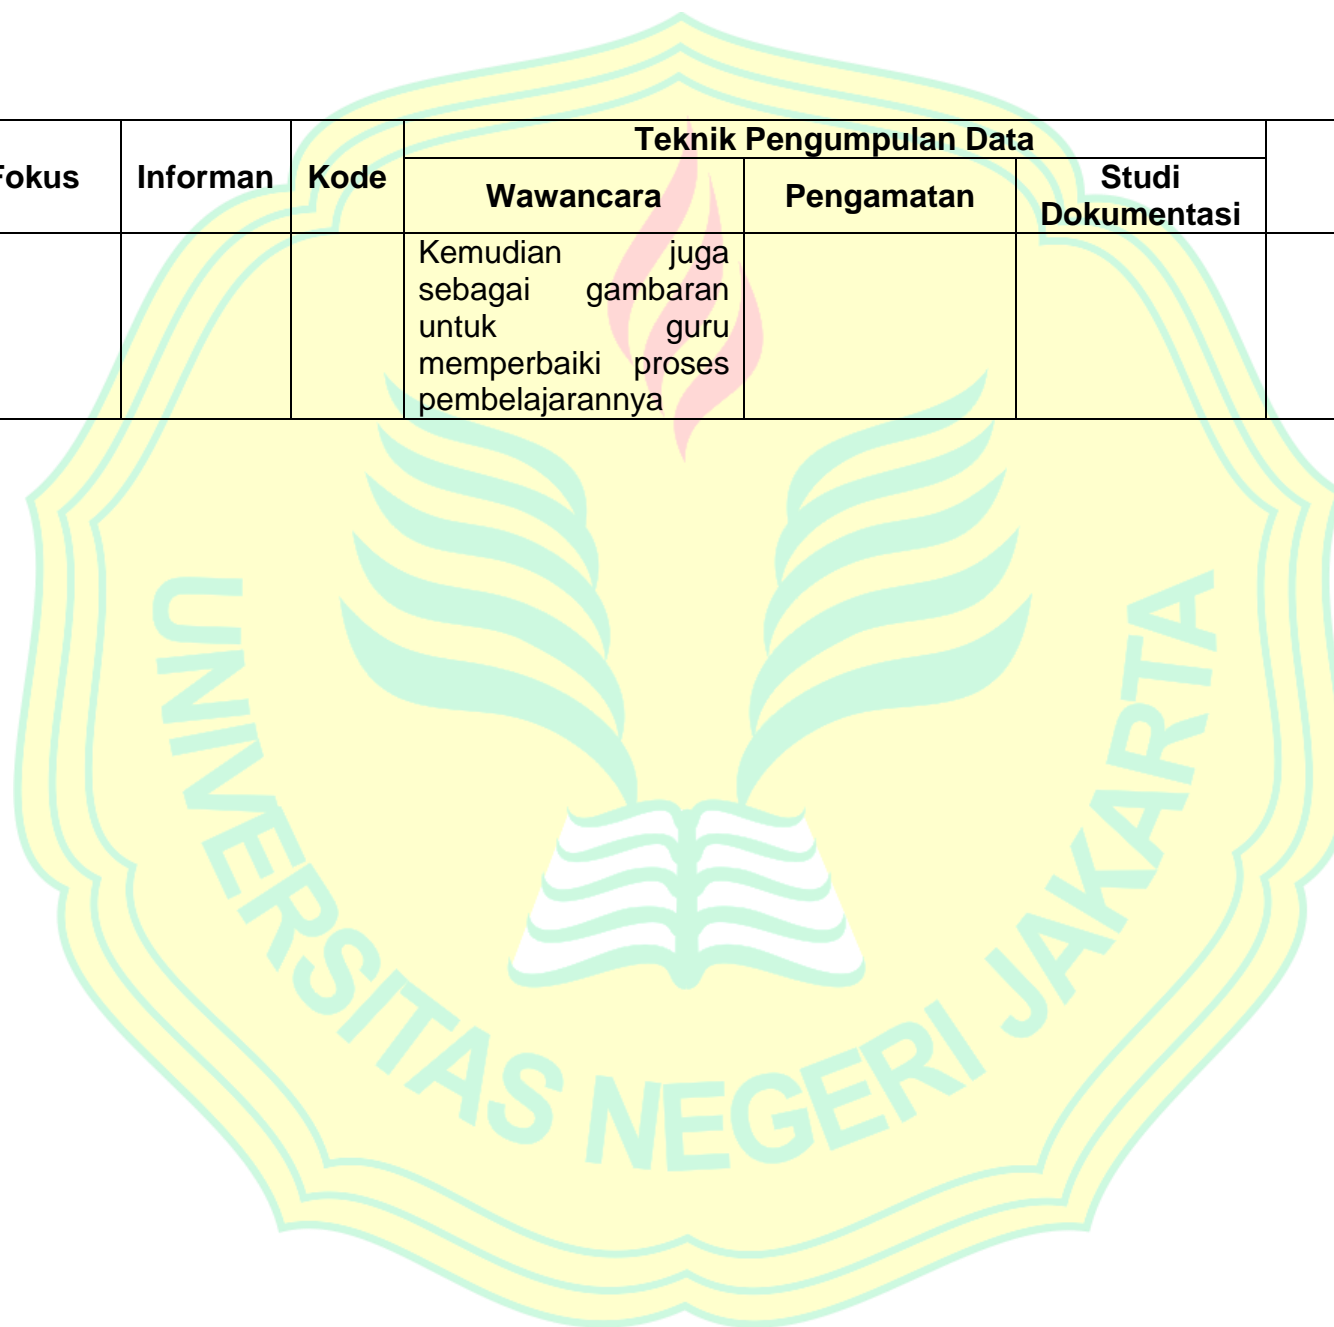 Teknik Pengumpulan Data
Fokus Informan Kode Wawancara Pengamatan Studi
Dokumentasi
Kemudian juga
sebagai gambaran
untuk guru
memperbaiki proses
pembelajarannya
UNIVERSITAS NEGERI JAKARTA